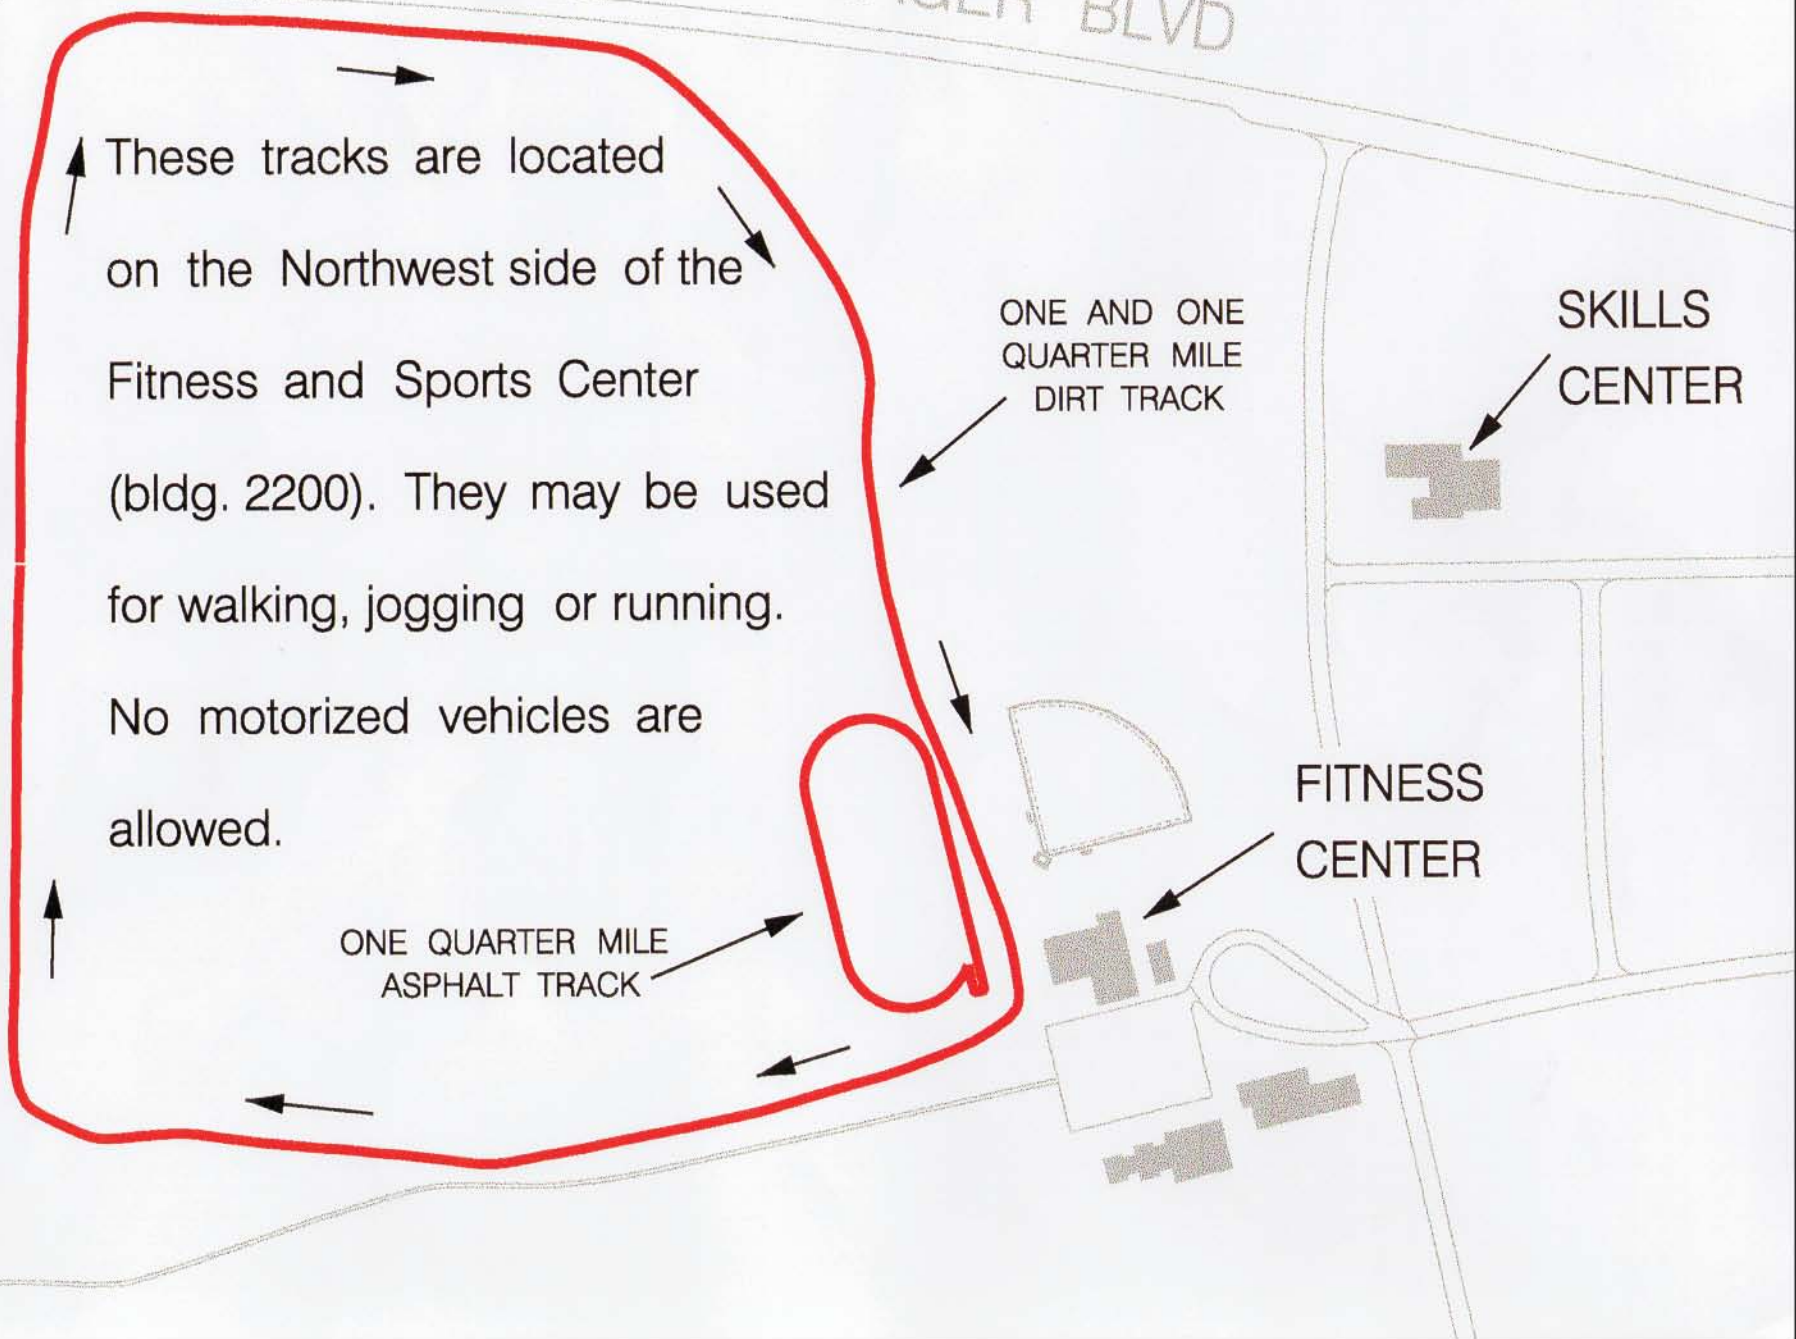 BLVD
These tracks are located
on the Northwest side of the
Fitness and Sports Center
(bldg. 2200). They may be used
for walking, jogging or running.
No motorized vehicles are
allowed.
ONE AND ONE
QUARTER MILE
DIRT TRACK
SKILLS
CENTER
FITNESS
CENTER
ONE QUARTER MILE
ASPHALT TRACK